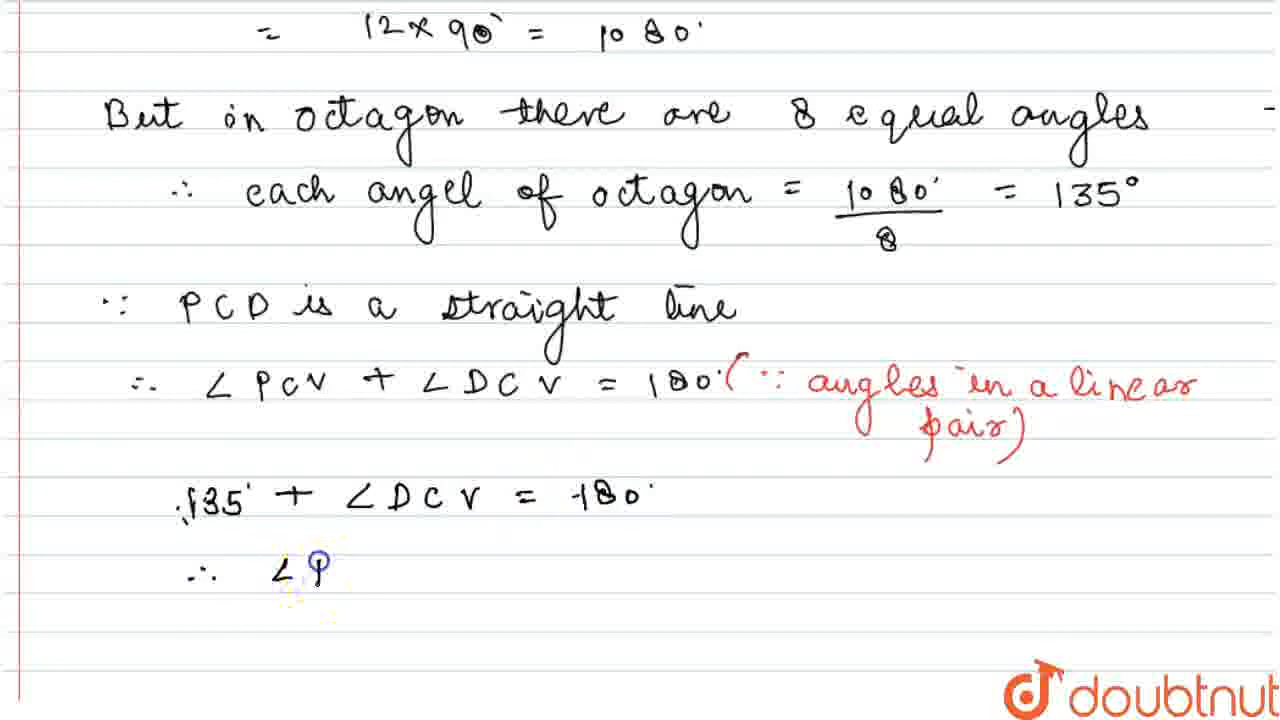 = 12 × 90° = 1080°
But in octagon there are 8 equal angles -
∴ each angel of octagon = 1080° / 8 = 135°
∵ PCD is a straight line
∴ ∠PCV + ∠DCV = 180° (∵ angles in a linear
pair)
135° + ∠DCV = 180°
∴ ∠P
doubtnut